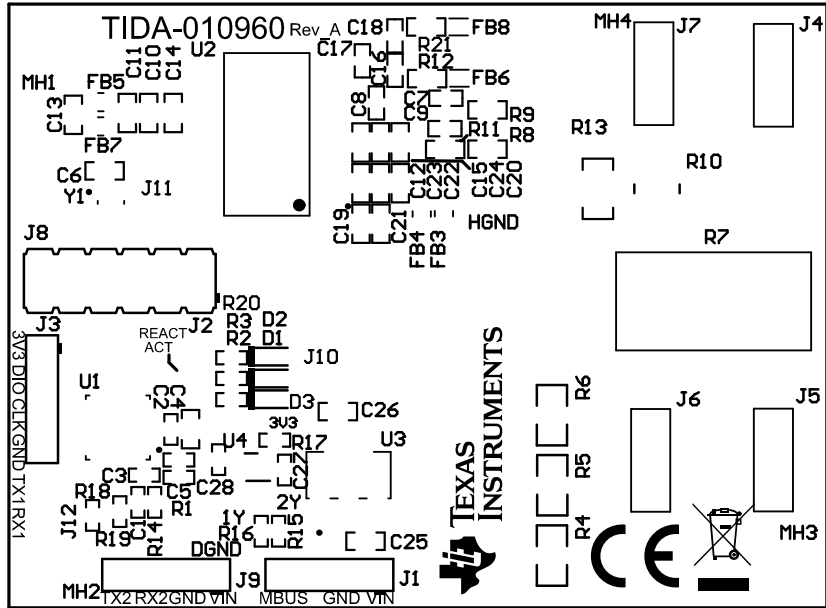 TIDA-010960 Rev_A
U2
C11
C10
C14
MH1
FB5
C13
FB7
C6
Y1
J11
C18
C17
C16
R21
R12
FB8
FB6
C8
C7
C9
R9
R11
R8
C12
C23
C22
C15
C24
C20
C19
C21
FB4
FB3
HGND
MH4
J7
J4
R13
R10
R7
J8
R20
J3
J2
REACT
ACT
R3
D2
R2
D1
J10
D3
3V3 DIO CLK GND TX1 RX1
U1
C2
C4
3V3
C26
U4
R17
U3
C27
C3
C5
C28
R18
R1
J12
R19
C1
R14
2Y
1Y
R16
R15
DGND
C25
MH2
J9
J1
TX2 RX2 GND VIN
MBUS GND VIN
TEXAS
INSTRUMENTS
R6
R5
R4
J6
J5
MH3
CE